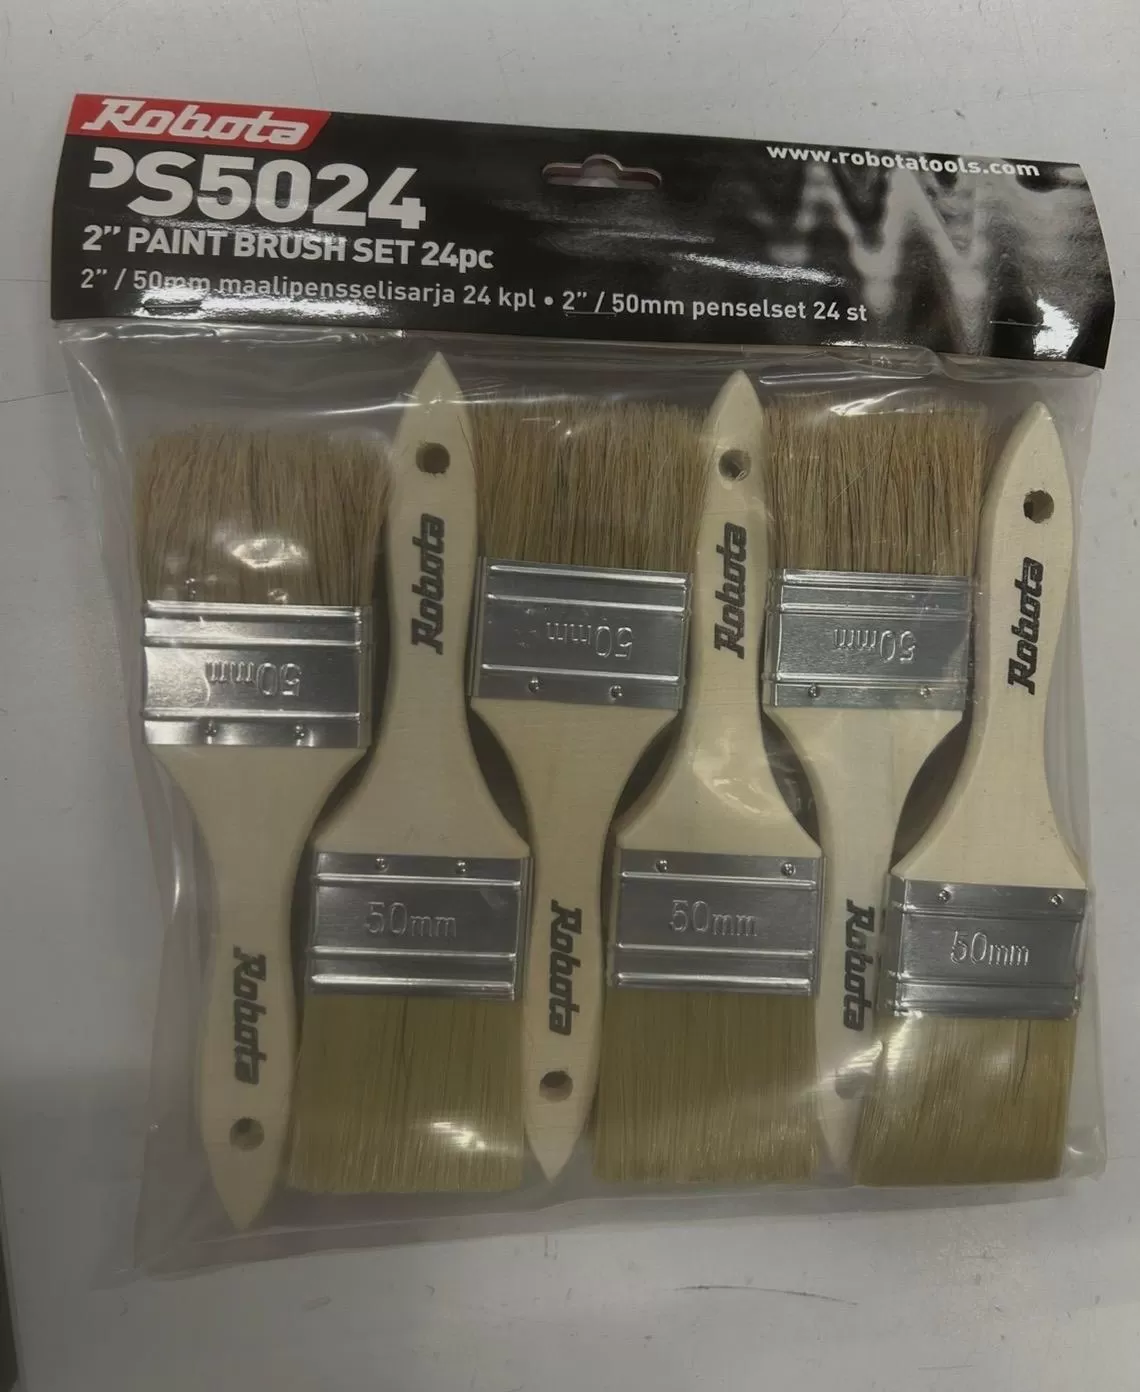 Robota
PS5024
www.robotatools.com
2” PAINT BRUSH SET 24pc
2” / 50mm maalipensselisarja 24 kpl • 2” / 50mm penselset 24 st
Robota
Robota
Robota
50mm
50mm
50mm
50mm
50mm
50mm
Robota
Robota
Robota